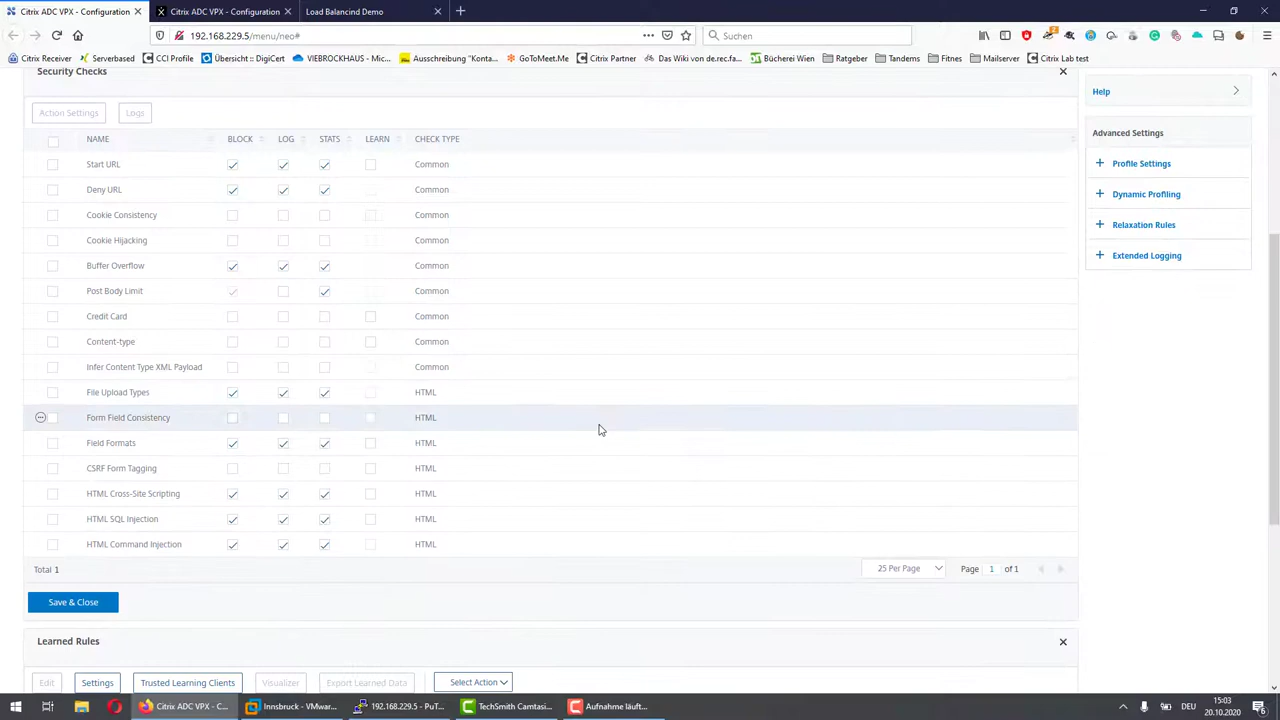 Citrix ADC VPX - Configuration
Citrix ADC VPX - Configuration
Load Balancind Demo
192.168.229.5/menu/neo#
Suchen
Citrix Receiver
Serverbased
CCI Profile
Übersicht :: DigiCert
VIEBROCKHAUS - Mic...
Ausschreibung "Konta...
GoToMeet.Me
Citrix Partner
Das Wiki von de.rec.fa...
Bücherei Wien
Ratgeber
Tandems
Fitnes
Mailserver
Citrix Lab test
Security Checks
Help
Action Settings
Logs
Advanced Settings
NAME BLOCK LOG STATS LEARN CHECK TYPE
Start URL Common
Profile Settings
Deny URL Common
Dynamic Profiling
Cookie Consistency Common
Relaxation Rules
Cookie Hijacking Common
Extended Logging
Buffer Overflow Common
Post Body Limit Common
Credit Card Common
Content-type Common
Infer Content Type XML Payload Common
File Upload Types HTML
Form Field Consistency HTML
Field Formats HTML
CSRF Form Tagging HTML
HTML Cross-Site Scripting HTML
HTML SQL Injection HTML
HTML Command Injection HTML
Total 1
25 Per Page
Page 1 of 1
Save & Close
Learned Rules
Edit
Settings
Trusted Learning Clients
Visualizer
Export Learned Data
Select Action
Citrix ADC VPX - C...
Innsbruck - VMwar...
192.168.229.5 - PuT...
TechSmith Camtasi...
Aufnahme läuft...
DEU
15:03
20.10.2020